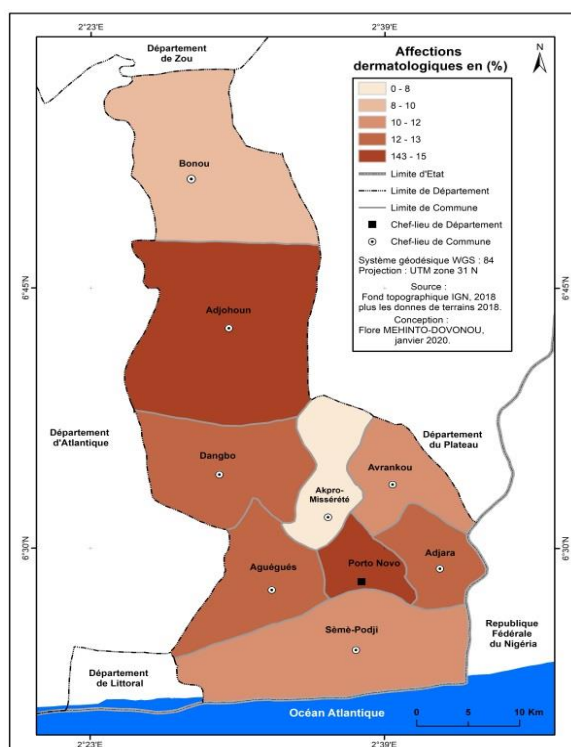 2°23'E
2°39'E
Département
de Zou
Affections
dermatologiques en (%)
N
0 - 8
8 - 10
10 - 12
12 - 13
143 - 15
Limite d'Etat
Limite de Département
Limite de Commune
Chef-lieu de Département
Chef-lieu de Commune
Système géodésique WGS : 84
Projection : UTM zone 31 N
Source :
Fond topographique IGN, 2018
plus les donnes de terrains 2018.
Conception :
Flore MEHINTO-DOVONOU,
janvier 2020.
Bonou
6°45'N
6°45'N
Adjohoun
Département
d'Atlantique
Département
du Plateau
Dangbo
Avrankou
Akpro-
Missérété
6°30'N
6°30'N
Aguégués
Porto Novo
Adjara
Sèmè-Podji
Republique
Fédérale
du Nigéria
Département
de Littoral
Océan Atlantique
0 5 10 Km
2°23'E
2°39'E